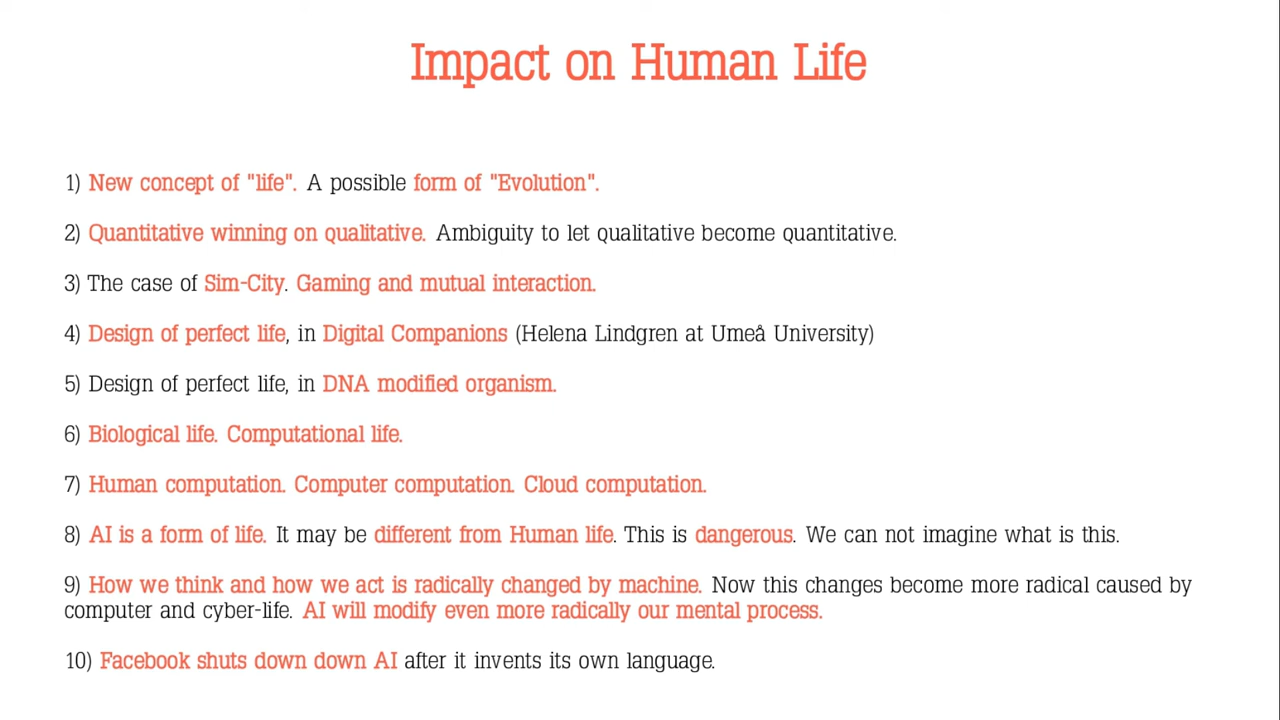 Impact on Human Life
1) New concept of "life". A possible form of "Evolution".
2) Quantitative winning on qualitative. Ambiguity to let qualitative become quantitative.
3) The case of Sim-City. Gaming and mutual interaction.
4) Design of perfect life, in Digital Companions (Helena Lindgren at Umeå University)
5) Design of perfect life, in DNA modified organism.
6) Biological life. Computational life.
7) Human computation. Computer computation. Cloud computation.
8) AI is a form of life. It may be different from Human life. This is dangerous. We can not imagine what is this.
9) How we think and how we act is radically changed by machine. Now this changes become more radical caused by
computer and cyber-life. AI will modify even more radically our mental process.
10) Facebook shuts down down AI after it invents its own language.